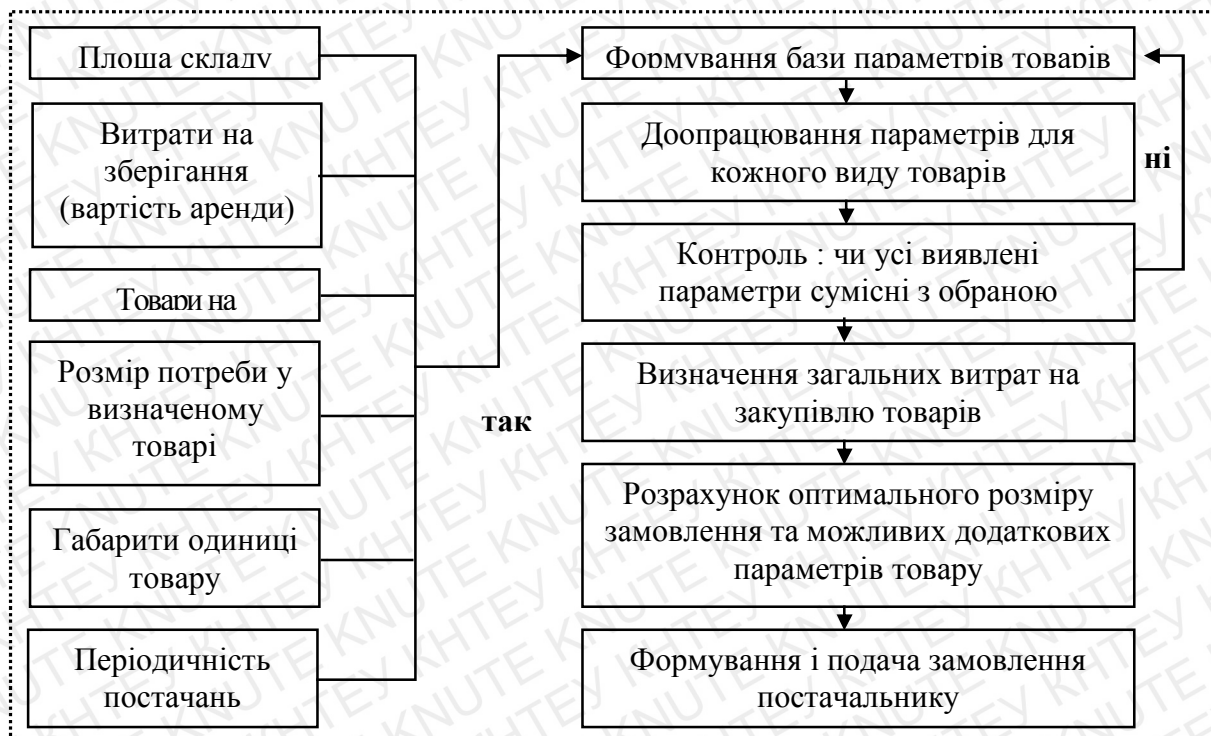 Площа складу
Витрати на
зберігання
(вартість аренди)
Товари на
Розмір потреби у
визначеному
товарі
Габарити одиниці
товару
Періодичність
постачань
так
Формування бази параметрів товарів
Доопрацювання параметрів для
кожного виду товарів
ні
Контроль : чи усі виявлені
параметри сумісні з обраною
Визначення загальних витрат на
закупівлю товарів
Розрахунок оптимального розміру
замовлення та можливих додаткових
параметрів товару
Формування і подача замовлення
постачальнику